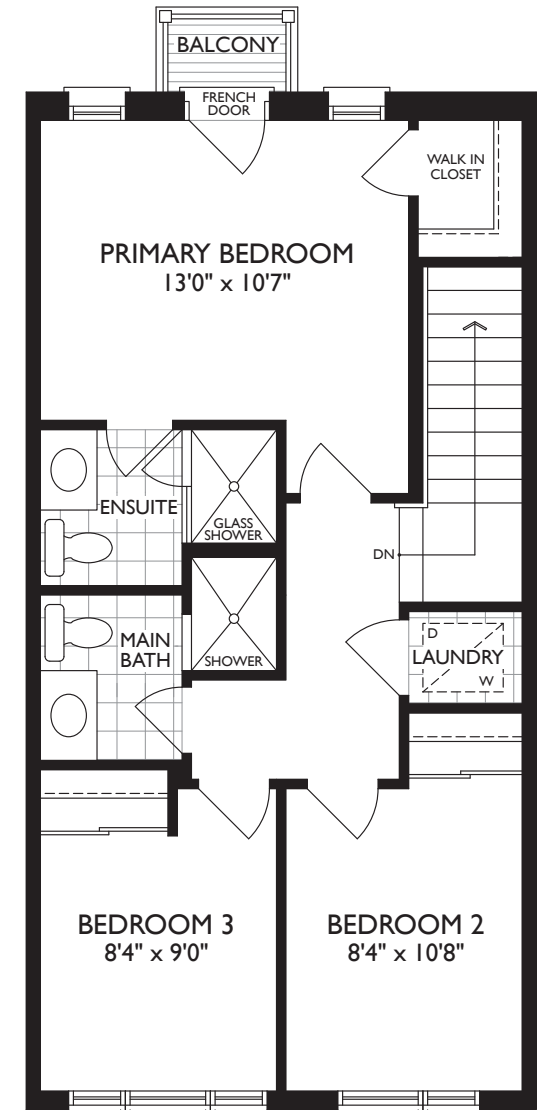 BALCONY
FRENCH
DOOR
WALK IN
CLOSET
PRIMARY BEDROOM
13'0" x 10'7"
ENSUITE
GLASS
SHOWER
DN
MAIN
BATH
SHOWER
D
LAUNDRY
W
BEDROOM 3
8'4" x 9'0"
BEDROOM 2
8'4" x 10'8"